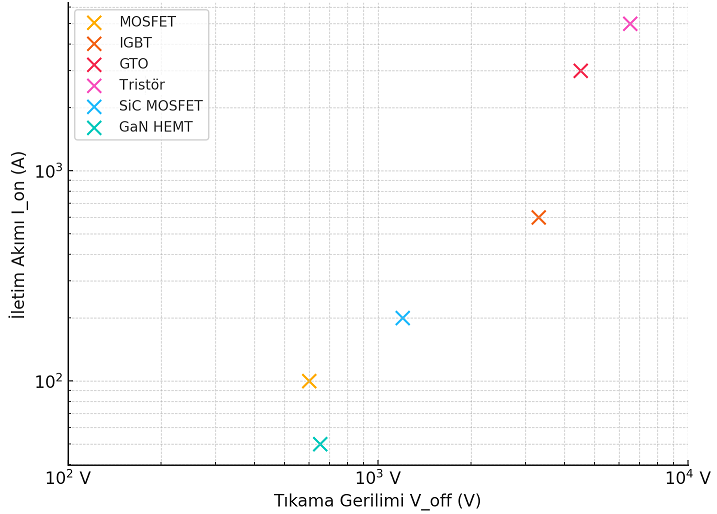 MOSFET
IGBT
GTO
Tristör
SiC MOSFET
GaN HEMT
İletim Akımı I_on (A)
10³
10²
10² V
10³ V
10⁴ V
Tıkama Gerilimi V_off (V)